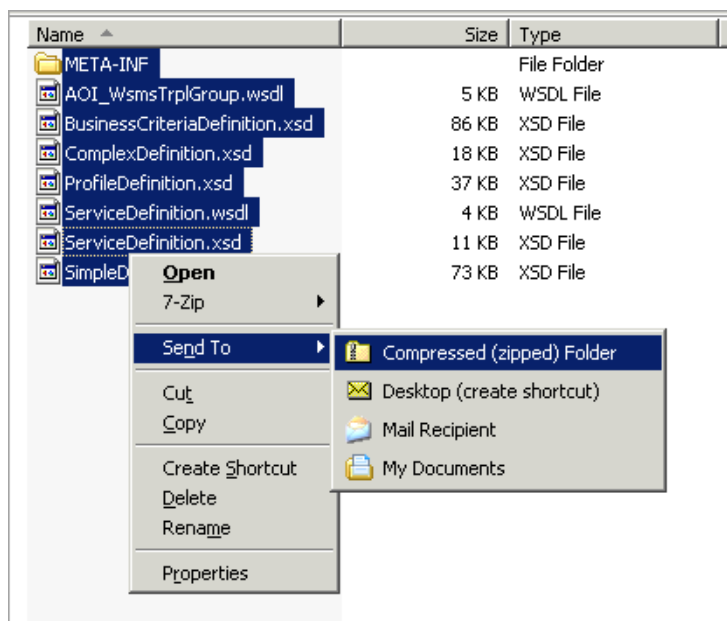 Name Size Type
META-INF File Folder
AOI_WsmsTrplGroup.wsdl 5 KB WSDL File
BusinessCriteriaDefinition.xsd 86 KB XSD File
ComplexDefinition.xsd 18 KB XSD File
ProfileDefinition.xsd 37 KB XSD File
ServiceDefinition.wsdl 4 KB WSDL File
ServiceDefinition.xsd 11 KB XSD File
SimpleD 73 KB XSD File
Open
7-Zip
Send To
Cut
Copy
Create Shortcut
Delete
Rename
Properties
Compressed (zipped) Folder
Desktop (create shortcut)
Mail Recipient
My Documents